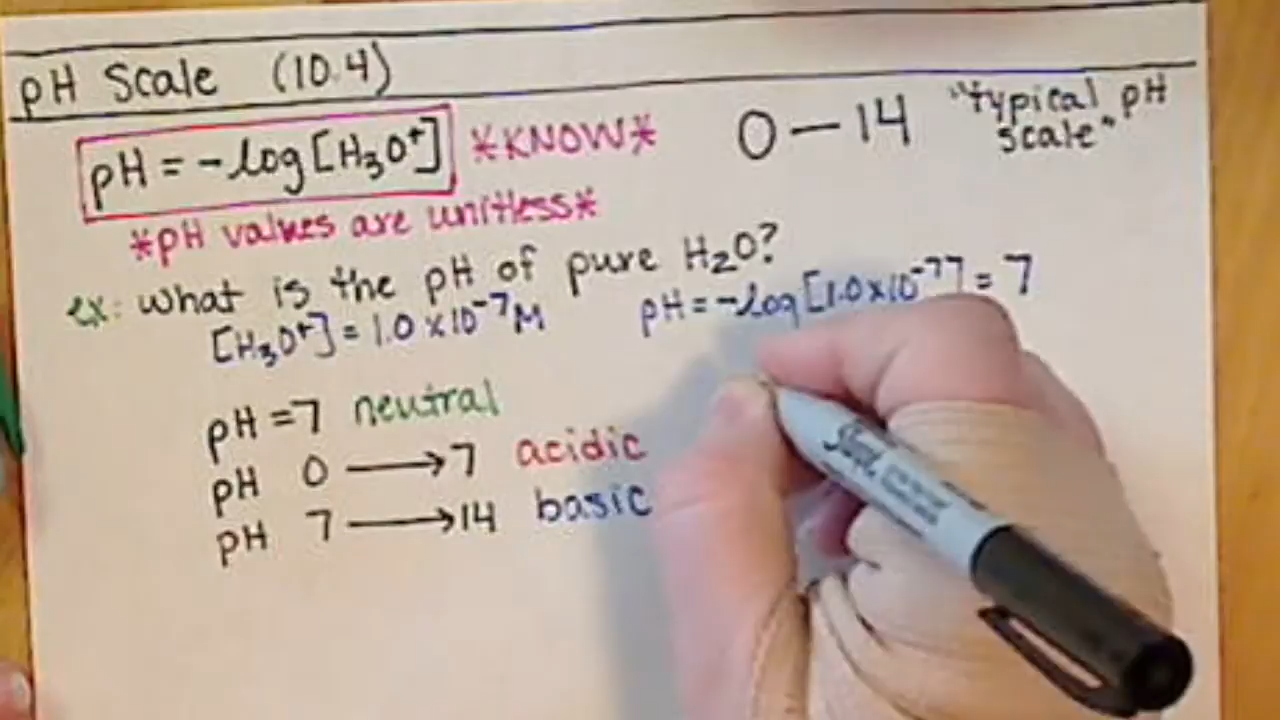 pH Scale (10.4)
pH = -log[H₃O⁺] *KNOW* 0 — 14 "typical pH scale"
*pH values are unitless*
ex: What is the pH of pure H₂O?
[H₃O⁺] = 1.0 x 10⁻⁷ M pH = -log[1.0 x 10⁻⁷] = 7
pH = 7 neutral
pH 0 → 7 acidic
pH 7 → 14 basic